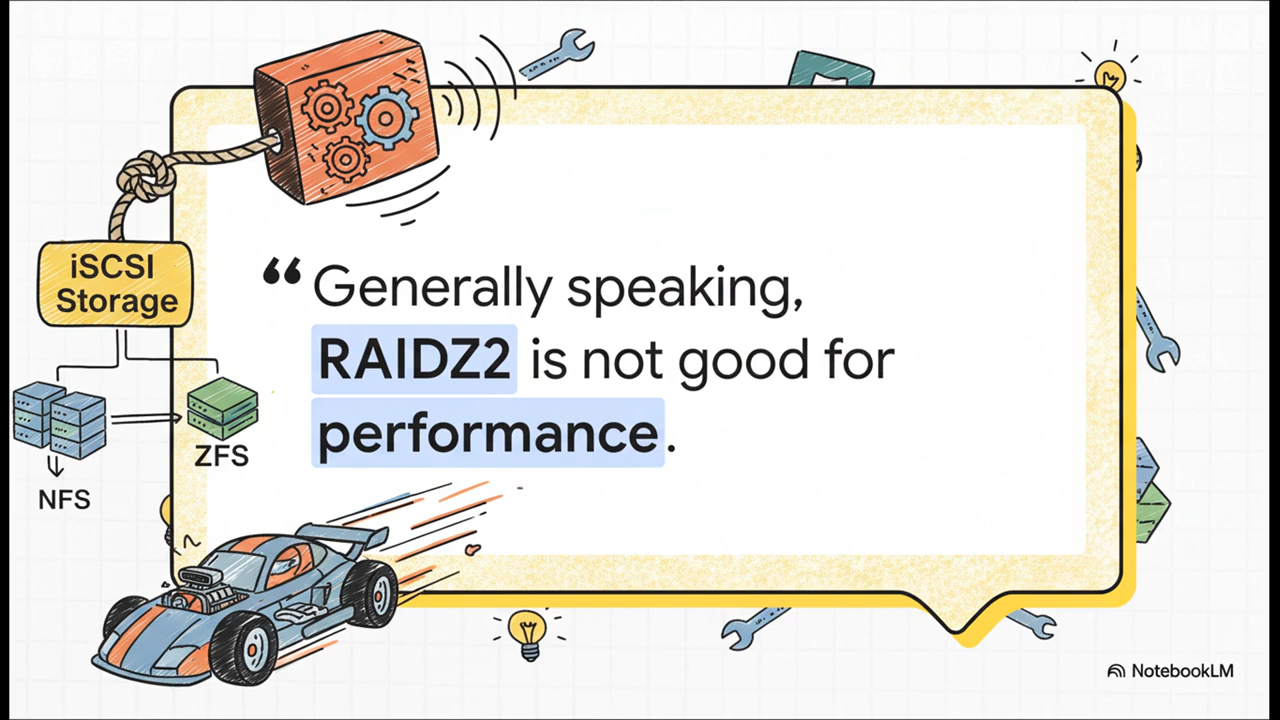 iSCSI
Storage
NFS
ZFS
“Generally speaking,
RAIDZ2 is not good for
performance.
NotebookLM